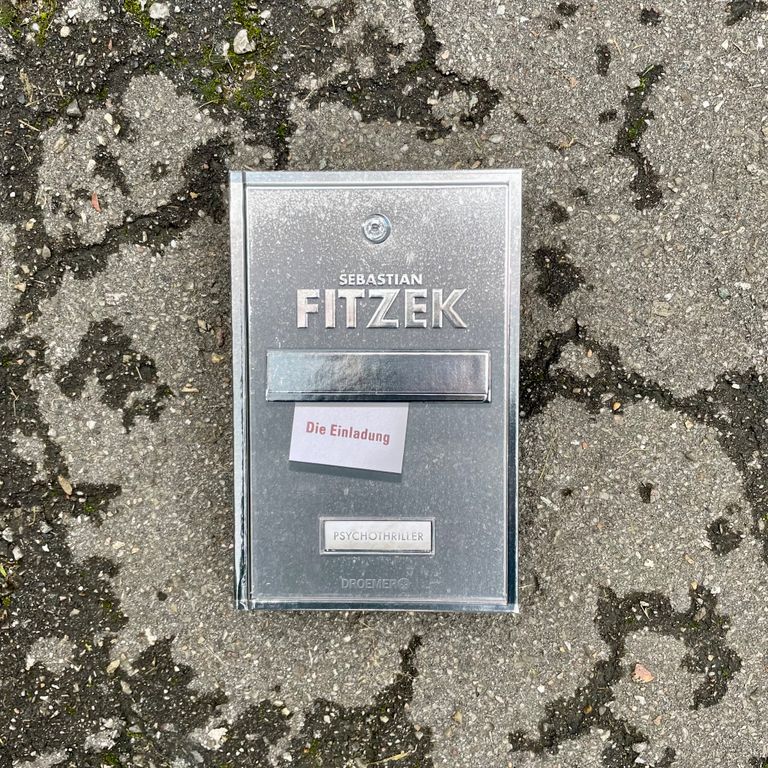 SEBASTIAN
FITZEK
Die Einladung
PSYCHOTHRILLER
DROEMER